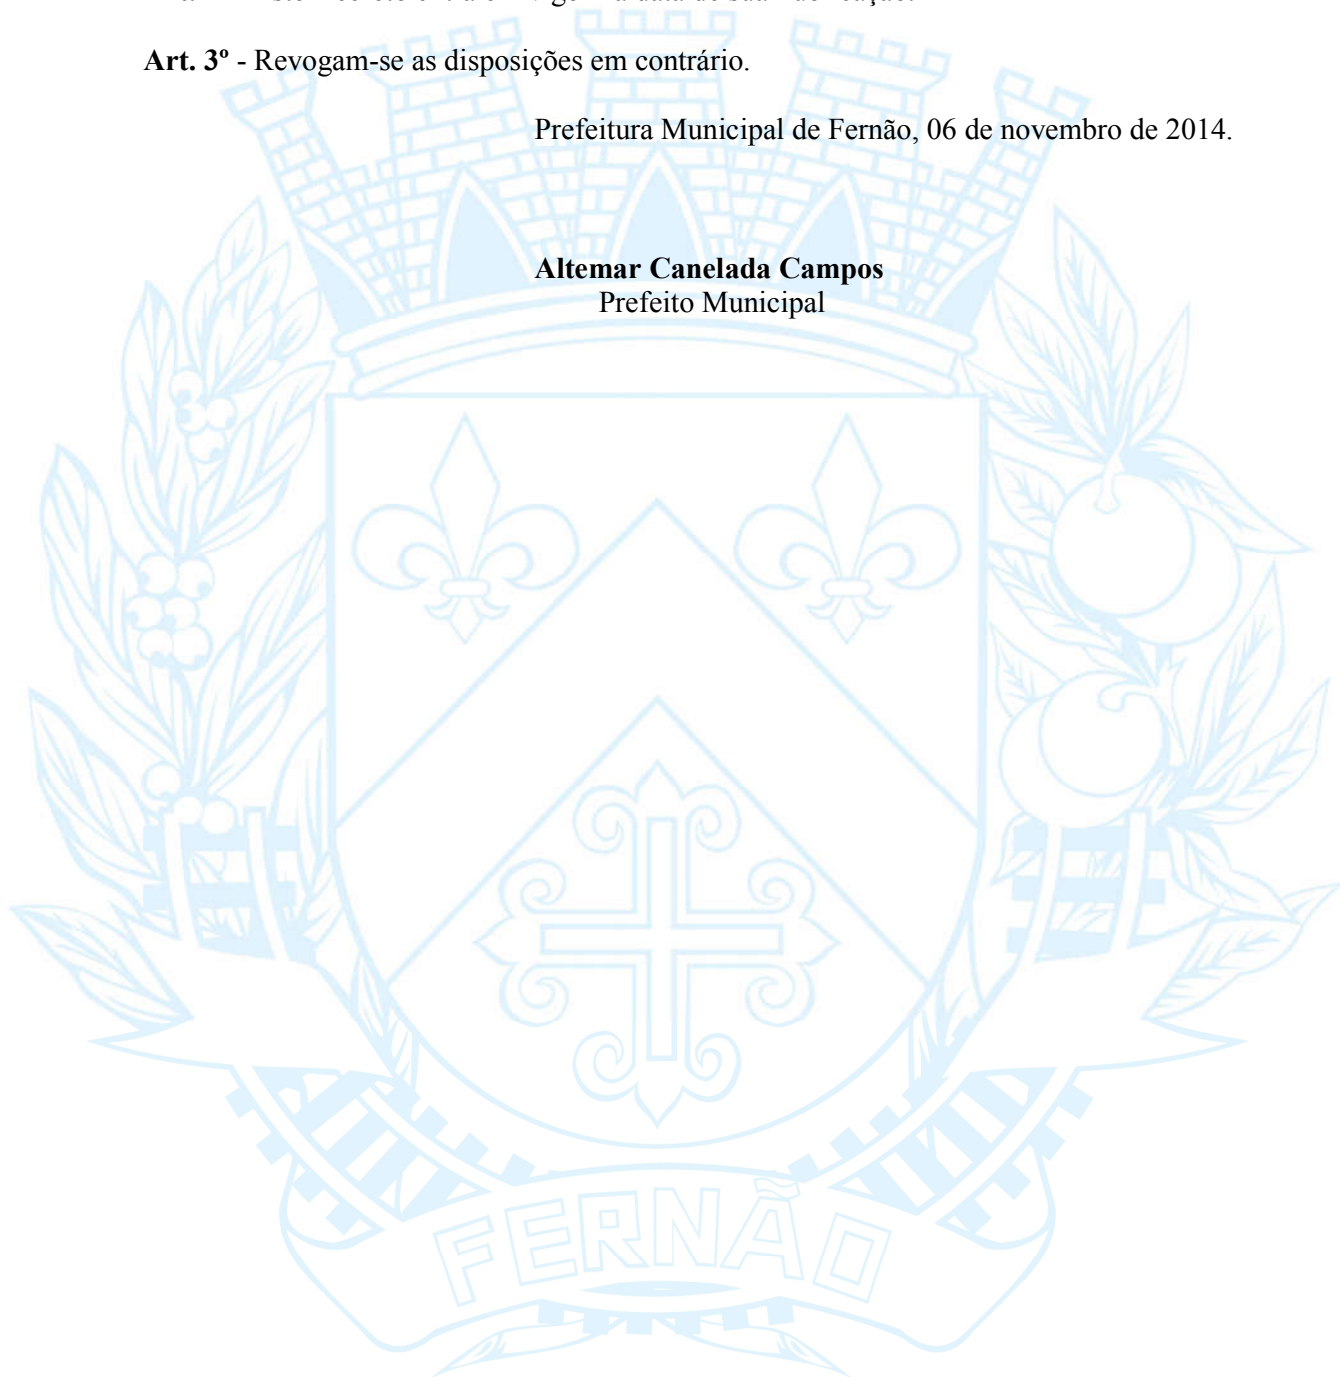 Art. 3º - Revogam-se as disposições em contrário.
Prefeitura Municipal de Fernão, 06 de novembro de 2014.
Altemar Canelada Campos
Prefeito Municipal
FERNÃO